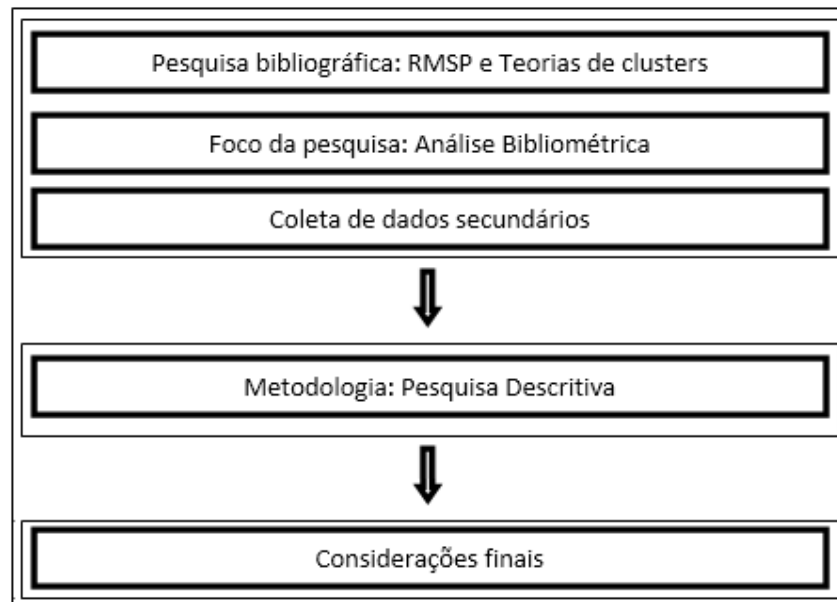 Pesquisa bibliográfica: RMSP e Teorias de clusters
Foco da pesquisa: Análise Bibliométrica
Coleta de dados secundários
Metodologia: Pesquisa Descritiva
Considerações finais